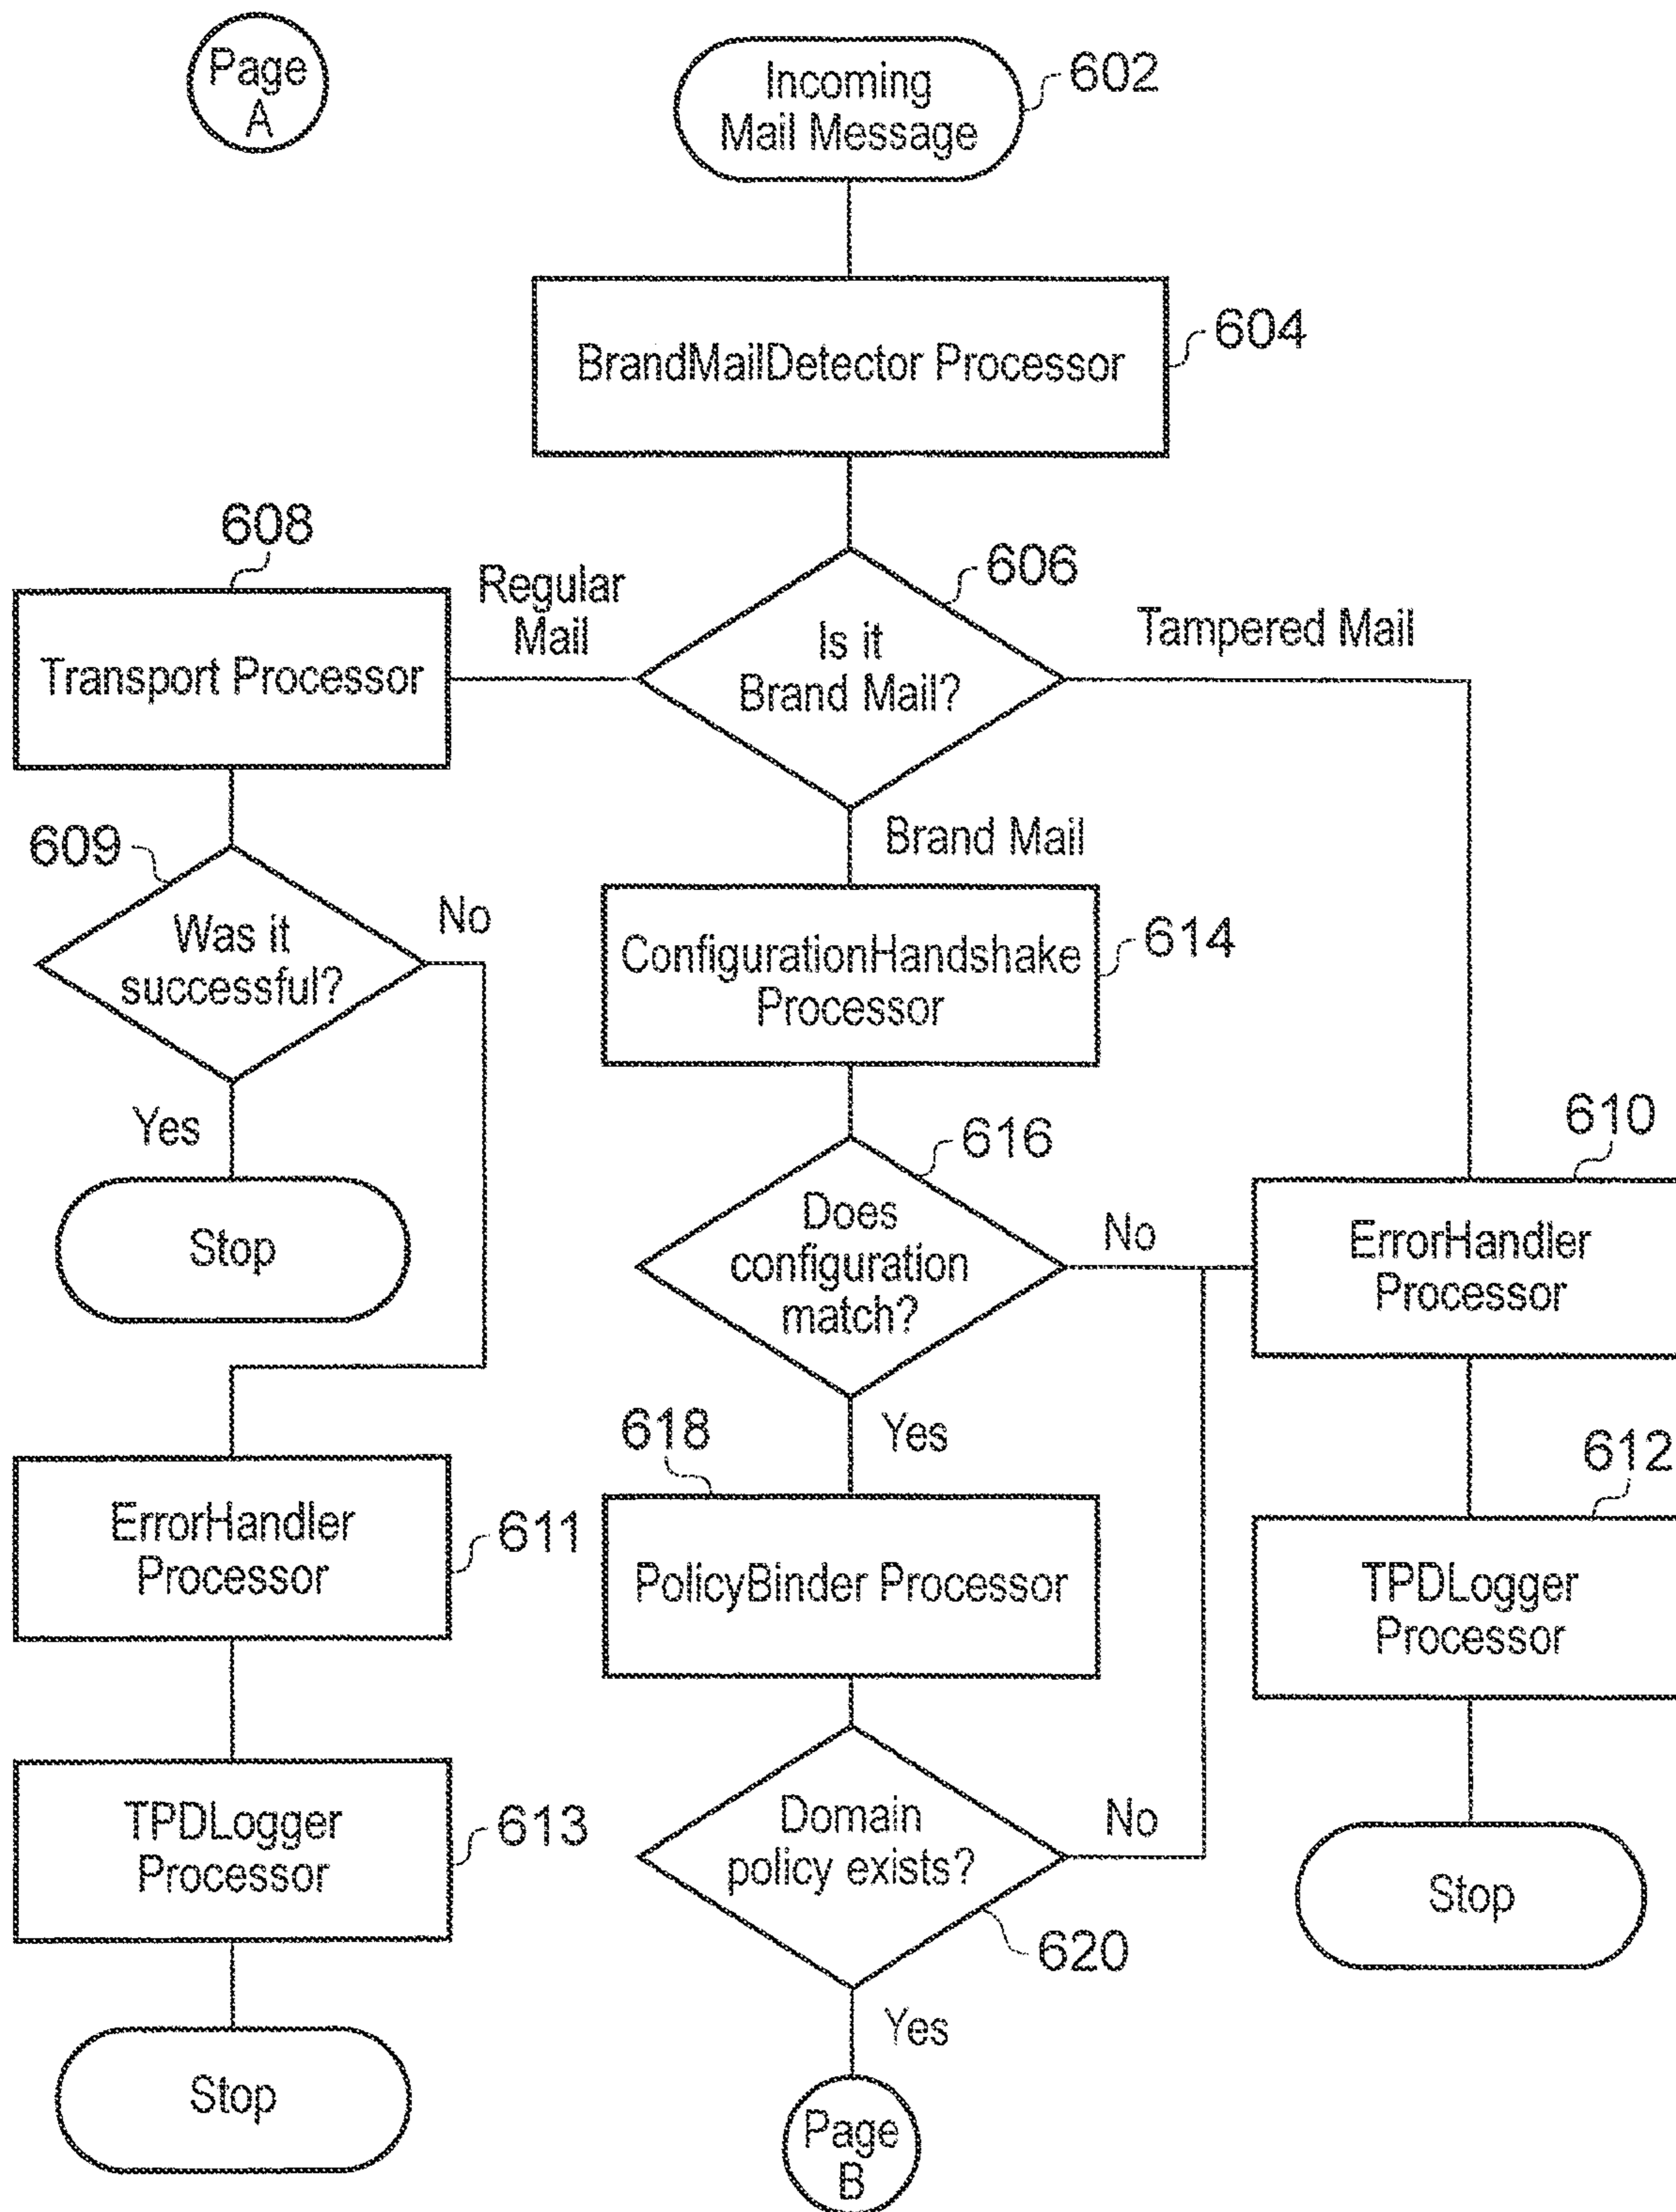 Page
A
Incoming
Mail Message
602
BrandMailDetector Processor
604
608
Regular
Mail
606
Is it
Brand Mail?
Tampered Mail
Transport Processor
609
Was it
successful?
No
Brand Mail
ConfigurationHandshake
Processor
614
Yes
Stop
616
Does
configuration
match?
No
610
ErrorHandler
Processor
618
Yes
612
ErrorHandler
Processor
611
PolicyBinder Processor
TPDLogger
Processor
TPDLogger
Processor
613
Domain
policy exists?
No
620
Stop
Yes
Stop
Page
B